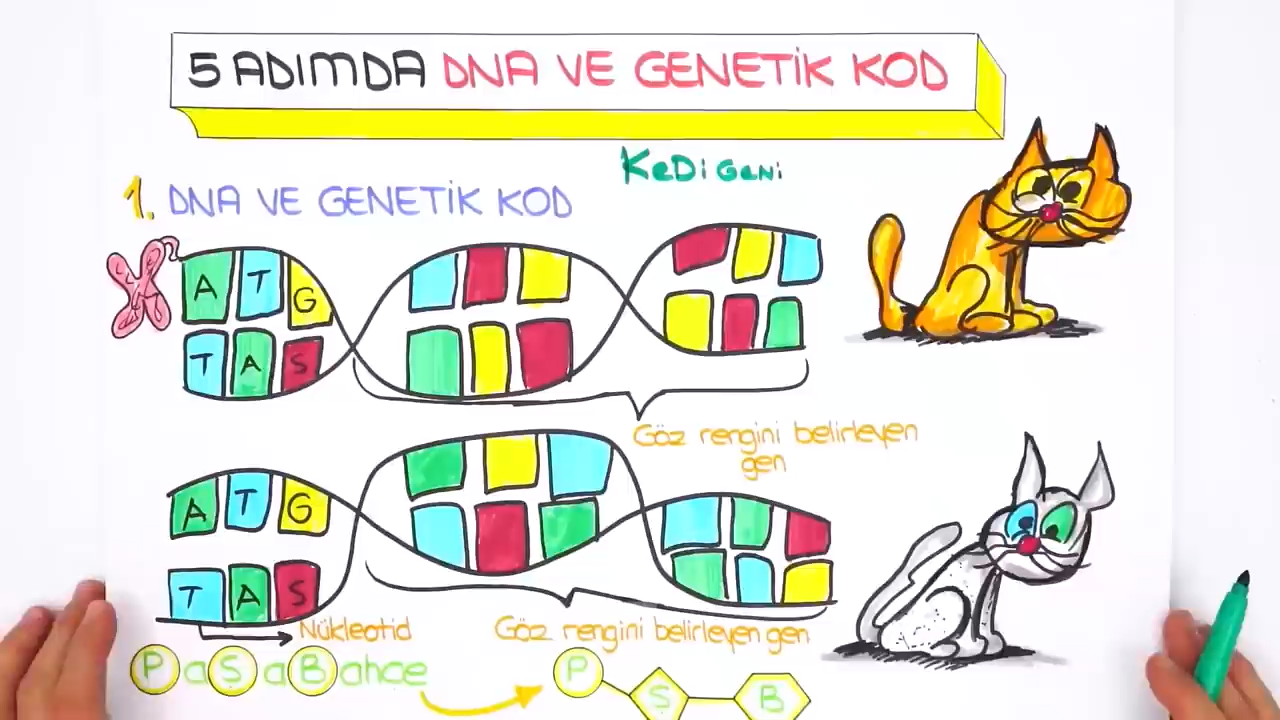 5 ADIMDA DNA VE GENETİK KOD
KeDi GeNi
1. DNA VE GENETİK KOD
A T G
T A S
Göz rengini belirleyen
gen
A T G
T A S
Nükleotid
Göz rengini belirleyen gen
PaSaBahce
P S B